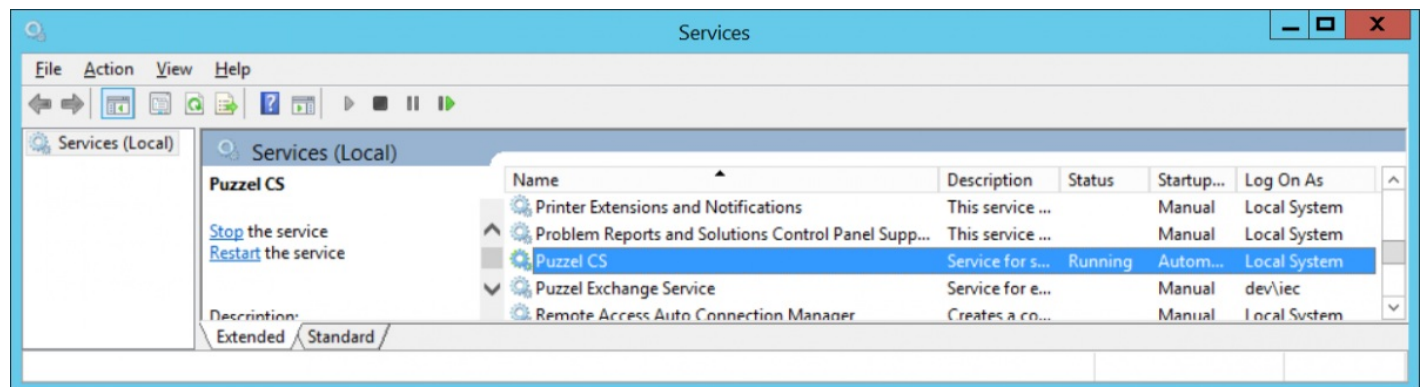 Services
File Action View Help
Services (Local)
Services (Local)
Puzzel CS
Stop the service
Restart the service
Description:
Name Description Status Startup... Log On As
Printer Extensions and Notifications This service ... Manual Local System
Problem Reports and Solutions Control Panel Supp... This service ... Manual Local System
Puzzel CS Service for s... Running Autom... Local System
Puzzel Exchange Service Service for e... Manual dev\iec
Remote Access Auto Connection Manager Creates a co... Manual Local System
Extended Standard